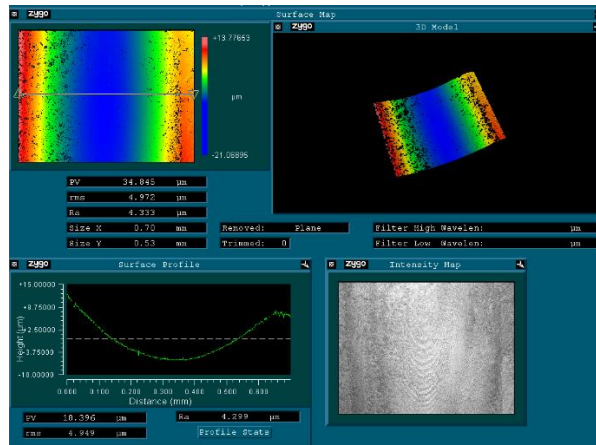 zygo Surface Map
+13.77653
µm
-21.06895
zygo 3D Model
PV 34.845 µm
rms 4.972 µm
Ra 4.333 µm
Size X 0.70 mm
Size Y 0.53 mm
Removed: Plane
Trimmed: 0
Filter High Wavelen: µm
Filter Low Wavelen: µm
zygo Surface Profile
+15.00000
+8.75000
+2.50000
-3.75000
-10.00000
Height (µm)
0.000 0.100 0.200 0.300 0.400 0.500 0.600
Distance (mm)
PV 18.396 µm
rms 4.949 µm
Ra 4.299 µm
Profile Stats
zygo Intensity Map